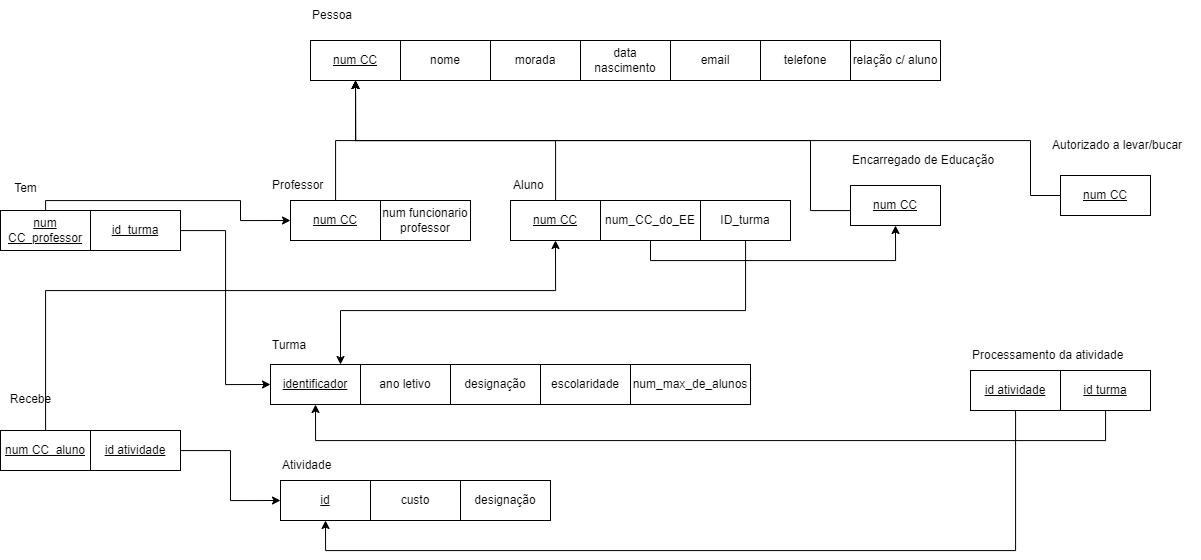 Pessoa
num CC
nome
morada
data
nascimento
email
telefone
relação c/ aluno
Autorizado a levar/bucar
num CC
Encarregado de Educação
num CC
Tem
num
CC_professor
id_turma
Professor
num CC
num funcionario
professor
Aluno
num CC
num_CC_do_EE
ID_turma
Turma
identificador
ano letivo
designação
escolaridade
num_max_de_alunos
Processamento da atividade
id atividade
id turma
Recebe
num CC_aluno
id atividade
Atividade
id
custo
designação